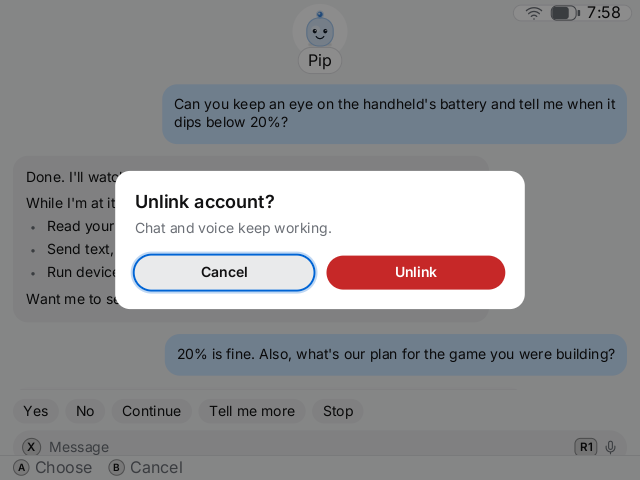 7:58
Pip
Can you keep an eye on the handheld's battery and tell me when it
dips below 20%?
Done. I'll
While I'm at it
Read your
Send text,
Run device
Want me to
Unlink account?
Chat and voice keep working.
Cancel
Unlink
20% is fine. Also, what's our plan for the game you were building?
Yes
No
Continue
Tell me more
Stop
X
Message
R1
A Choose
B Cancel